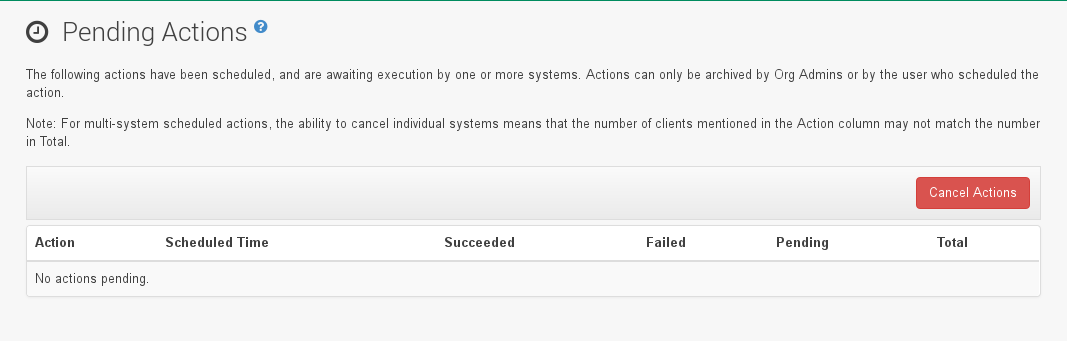 Pending Actions ?
The following actions have been scheduled, and are awaiting execution by one or more systems. Actions can only be archived by Org Admins or by the user who scheduled the
action.
Note: For multi-system scheduled actions, the ability to cancel individual systems means that the number of clients mentioned in the Action column may not match the number
in Total.
Cancel Actions
Action Scheduled Time Succeeded Failed Pending Total
No actions pending.